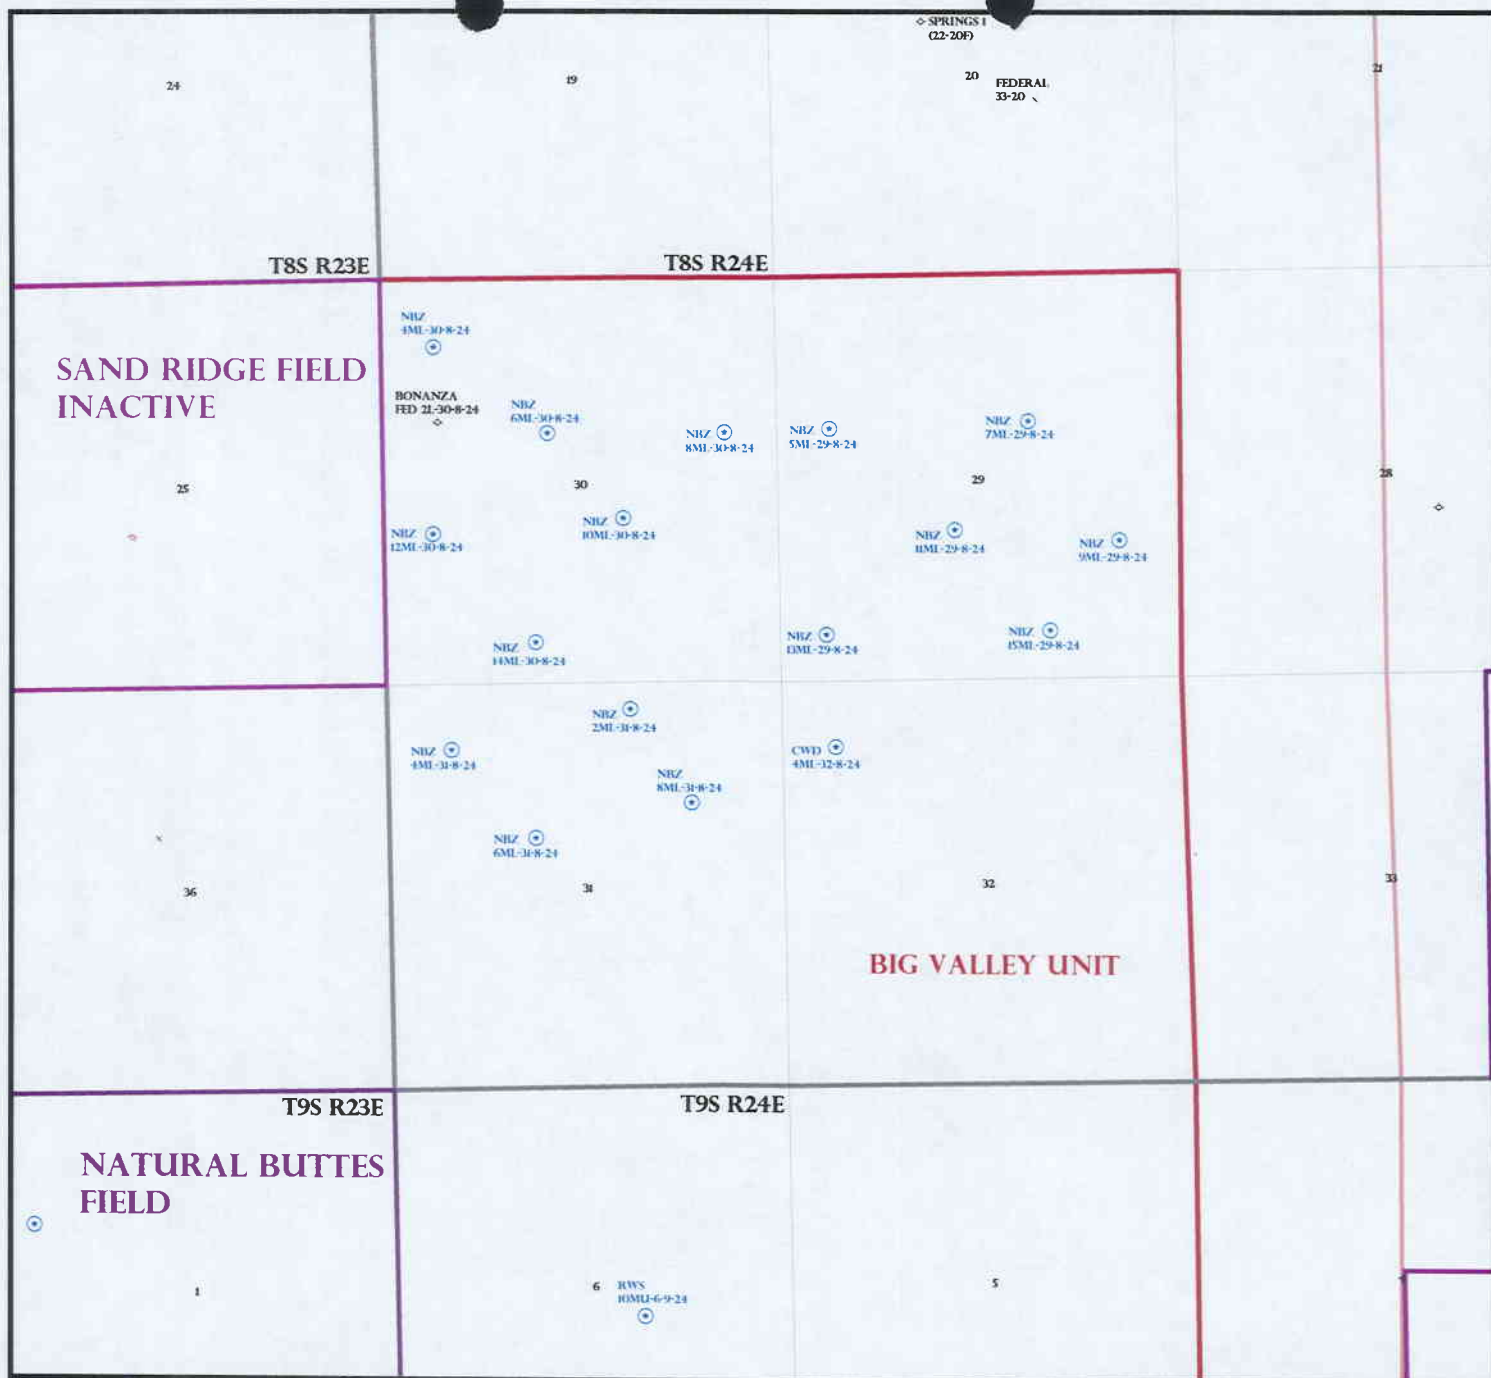 SPRINGS 1
(22-20F)
24
19
20
21
FEDERAL
33-20
T8S R23E
T8S R24E
NBZ
4ML-30-8-24
SAND RIDGE FIELD
INACTIVE
BONANZA
FED 2L-30-8-24
NBZ
6ML-30-8-24
NBZ
8ML-30-8-24
NBZ
5ML-29-8-24
NBZ
7ML-29-8-24
25
30
29
28
NBZ
12ML-30-8-24
NBZ
10ML-30-8-24
NBZ
11ML-29-8-24
NBZ
9ML-29-8-24
NBZ
14ML-30-8-24
NBZ
13ML-29-8-24
NBZ
15ML-29-8-24
NBZ
2ML-31-8-24
NBZ
4ML-31-8-24
NBZ
8ML-31-8-24
CWD
4ML-32-8-24
NBZ
6ML-31-8-24
36
31
32
33
BIG VALLEY UNIT
T9S R23E
T9S R24E
NATURAL BUTTES
FIELD
1
6
RWS
10MU-6-9-24
5